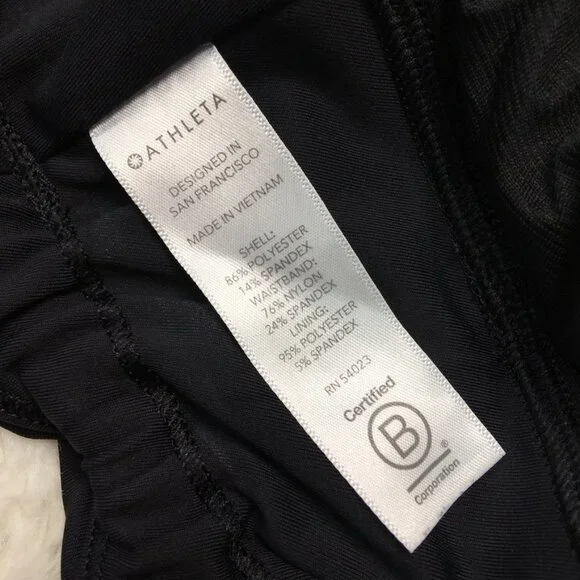 ATHLETA
DESIGNED IN
SAN FRANCISCO
MADE IN VIETNAM
SHELL:
86% POLYESTER
14% SPANDEX
WAISTBAND:
76% NYLON
24% SPANDEX
LINING:
95% POLYESTER
5% SPANDEX
RN 54023
Certified
B
®
Corporation